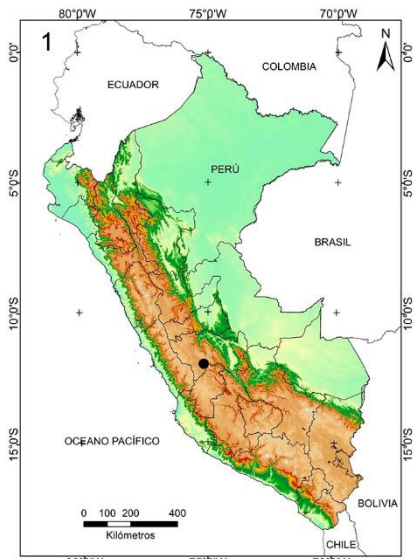 80°0'W 75°0'W 70°0'W
1
N
0°0' 0°0'
COLOMBIA
ECUADOR
PERÚ
5°0'S 5°0'S
BRASIL
10°0'S 10°0'S
15°0'S 15°0'S
OCEANO PACÍFICO
BOLIVIA
0 100 200 400
Kilómetros
CHILE